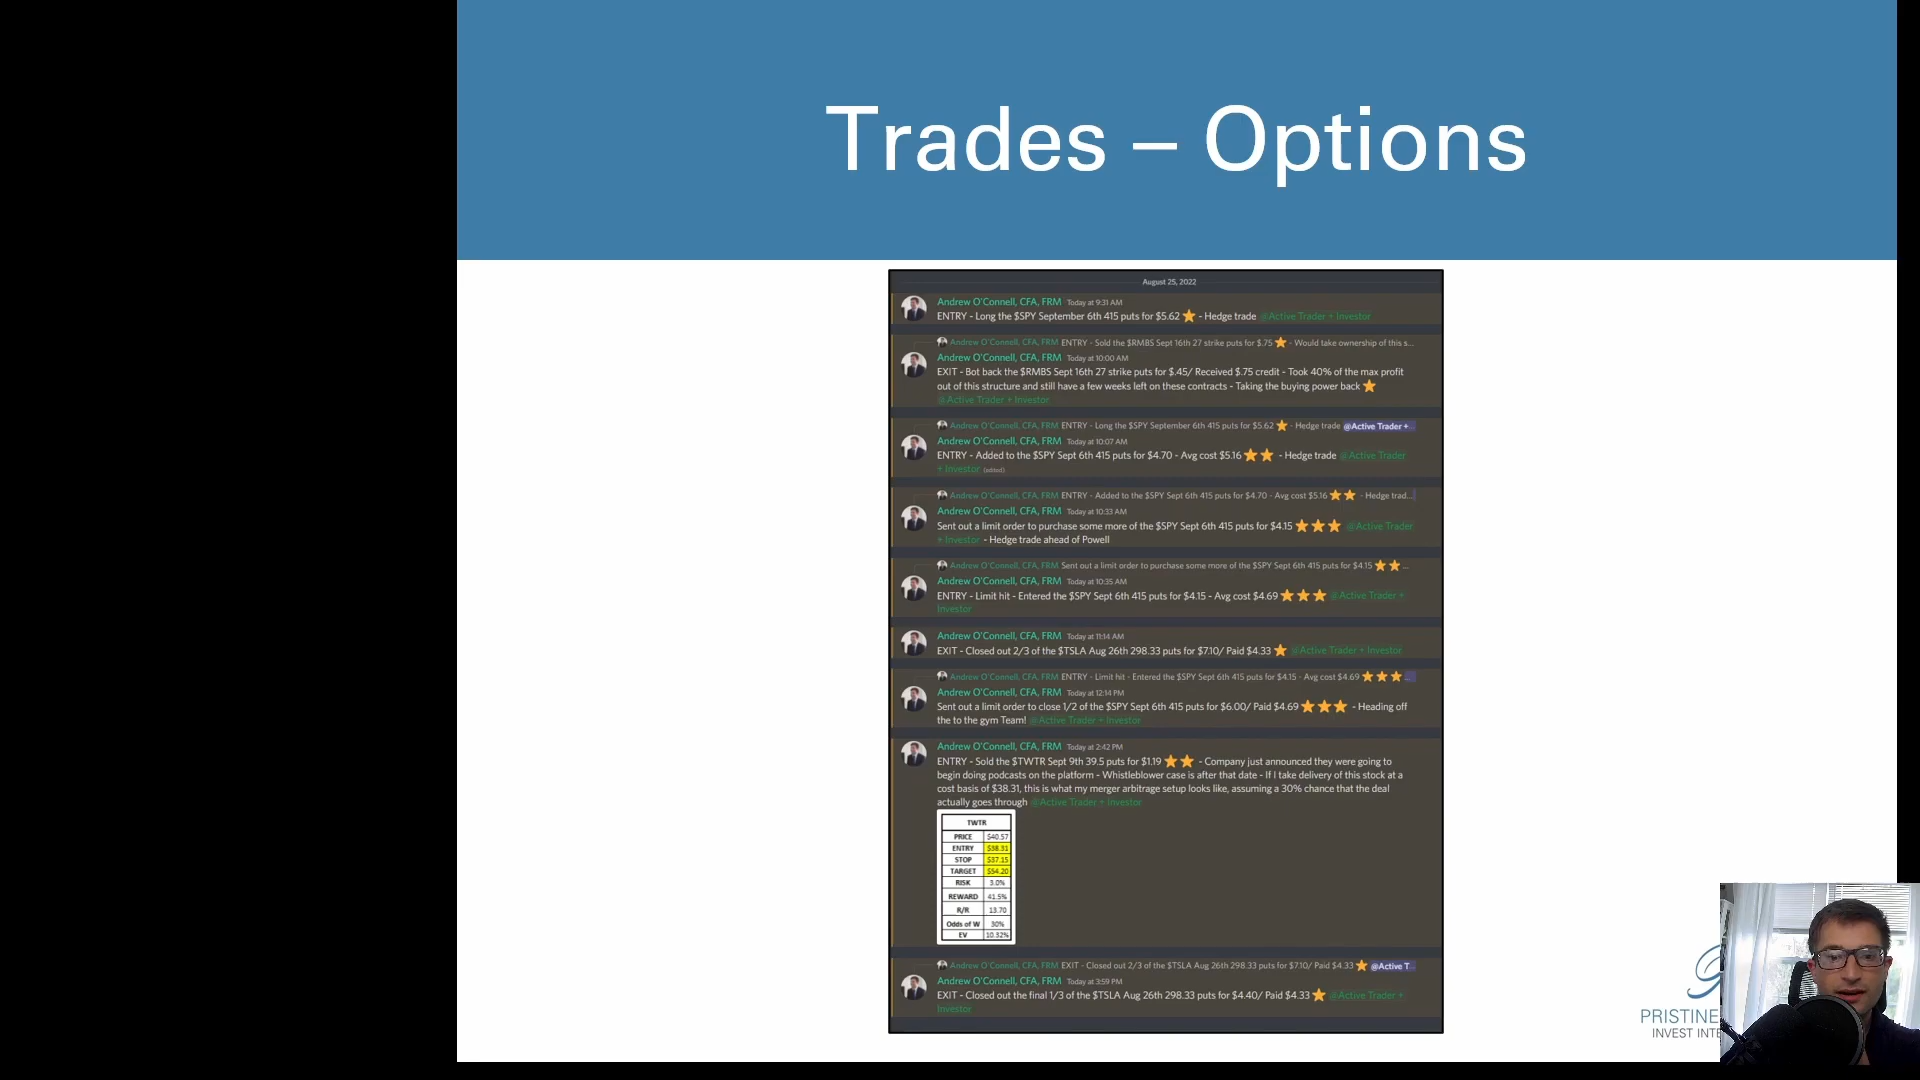 Trades – Options
August 25, 2022
Andrew O'Connell, CFA, FRM Today at 9:31 AM
ENTRY - Long the $SPY September 6th 415 puts for $5.62 ⭐ - Hedge trade @Active Trader + Investor
Andrew O'Connell, CFA, FRM ENTRY - Sold the $RMBS Sept 16th 27 strike puts for $.75 ⭐ - Would take ownership of this s...
Andrew O'Connell, CFA, FRM Today at 10:00 AM
EXIT - Bot back the $RMBS Sept 16th 27 strike puts for $.45/ Received $.75 credit - Took 40% of the max profit
out of this structure and still have a few weeks left on these contracts - Taking the buying power back ⭐
@Active Trader + Investor
Andrew O'Connell, CFA, FRM ENTRY - Long the $SPY September 6th 415 puts for $5.62 ⭐ - Hedge trade @Active Trader +...
Andrew O'Connell, CFA, FRM Today at 10:07 AM
ENTRY - Added to the $SPY Sept 6th 415 puts for $4.70 - Avg cost $5.16 ⭐⭐ - Hedge trade @Active Trader
+ Investor (edited)
Andrew O'Connell, CFA, FRM ENTRY - Added to the $SPY Sept 6th 415 puts for $4.70 - Avg cost $5.16 ⭐⭐ - Hedge trad...
Andrew O'Connell, CFA, FRM Today at 10:33 AM
Sent out a limit order to purchase some more of the $SPY Sept 6th 415 puts for $4.15 ⭐⭐⭐ @Active Trader
+ Investor - Hedge trade ahead of Powell
Andrew O'Connell, CFA, FRM Sent out a limit order to purchase some more of the $SPY Sept 6th 415 puts for $4.15 ⭐⭐ ...
Andrew O'Connell, CFA, FRM Today at 10:35 AM
ENTRY - Limit hit - Entered the $SPY Sept 6th 415 puts for $4.15 - Avg cost $4.69 ⭐⭐⭐ @Active Trader +
Investor
Andrew O'Connell, CFA, FRM Today at 11:14 AM
EXIT - Closed out 2/3 of the $TSLA Aug 26th 298.33 puts for $7.10/ Paid $4.33 ⭐ @Active Trader + Investor
Andrew O'Connell, CFA, FRM ENTRY - Limit hit - Entered the $SPY Sept 6th 415 puts for $4.15 - Avg cost $4.69 ⭐⭐⭐ ...
Andrew O'Connell, CFA, FRM Today at 12:14 PM
Sent out a limit order to close 1/2 of the $SPY Sept 6th 415 puts for $6.00/ Paid $4.69 ⭐⭐⭐ - Heading off
the to the gym Team! @Active Trader + Investor
Andrew O'Connell, CFA, FRM Today at 2:42 PM
ENTRY - Sold the $TWTR Sept 9th 39.5 puts for $1.19 ⭐⭐ - Company just announced they were going to
begin doing podcasts on the platform - Whistleblower case is after that date - If I take delivery of this stock at a
cost basis of $38.31, this is what my merger arbitrage setup looks like, assuming a 30% chance that the deal
actually goes through @Active Trader + Investor
TWTR
PRICE $40.57
ENTRY $38.31
STOP $37.15
TARGET $54.20
RISK 3.0%
REWARD 41.5%
R/R 13.70
Odds of W 30%
EV 10.32%
Andrew O'Connell, CFA, FRM EXIT - Closed out 2/3 of the $TSLA Aug 26th 298.33 puts for $7.10/ Paid $4.33 ⭐ @Active T...
Andrew O'Connell, CFA, FRM Today at 3:59 PM
EXIT - Closed out the final 1/3 of the $TSLA Aug 26th 298.33 puts for $4.40/ Paid $4.33 ⭐ @Active Trader +
Investor
PRISTINE
INVEST INTE